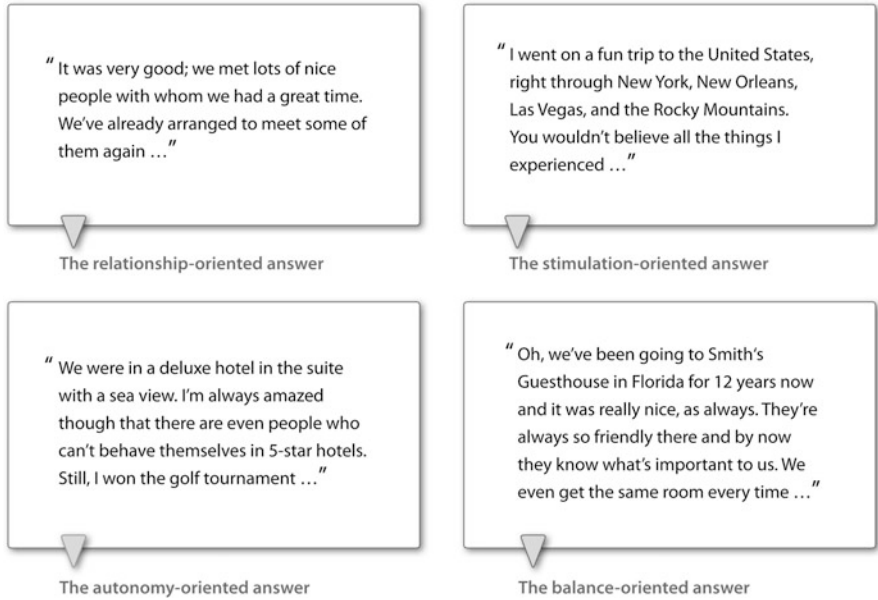 “ It was very good; we met lots of nice
people with whom we had a great time.
We’ve already arranged to meet some of
them again …”
The relationship-oriented answer
“ I went on a fun trip to the United States,
right through New York, New Orleans,
Las Vegas, and the Rocky Mountains.
You wouldn’t believe all the things I
experienced …”
The stimulation-oriented answer
“ We were in a deluxe hotel in the suite
with a sea view. I’m always amazed
though that there are even people who
can’t behave themselves in 5-star hotels.
Still, I won the golf tournament …”
The autonomy-oriented answer
“ Oh, we’ve been going to Smith’s
Guesthouse in Florida for 12 years now
and it was really nice, as always. They’re
always so friendly there and by now
they know what’s important to us. We
even get the same room every time …”
The balance-oriented answer